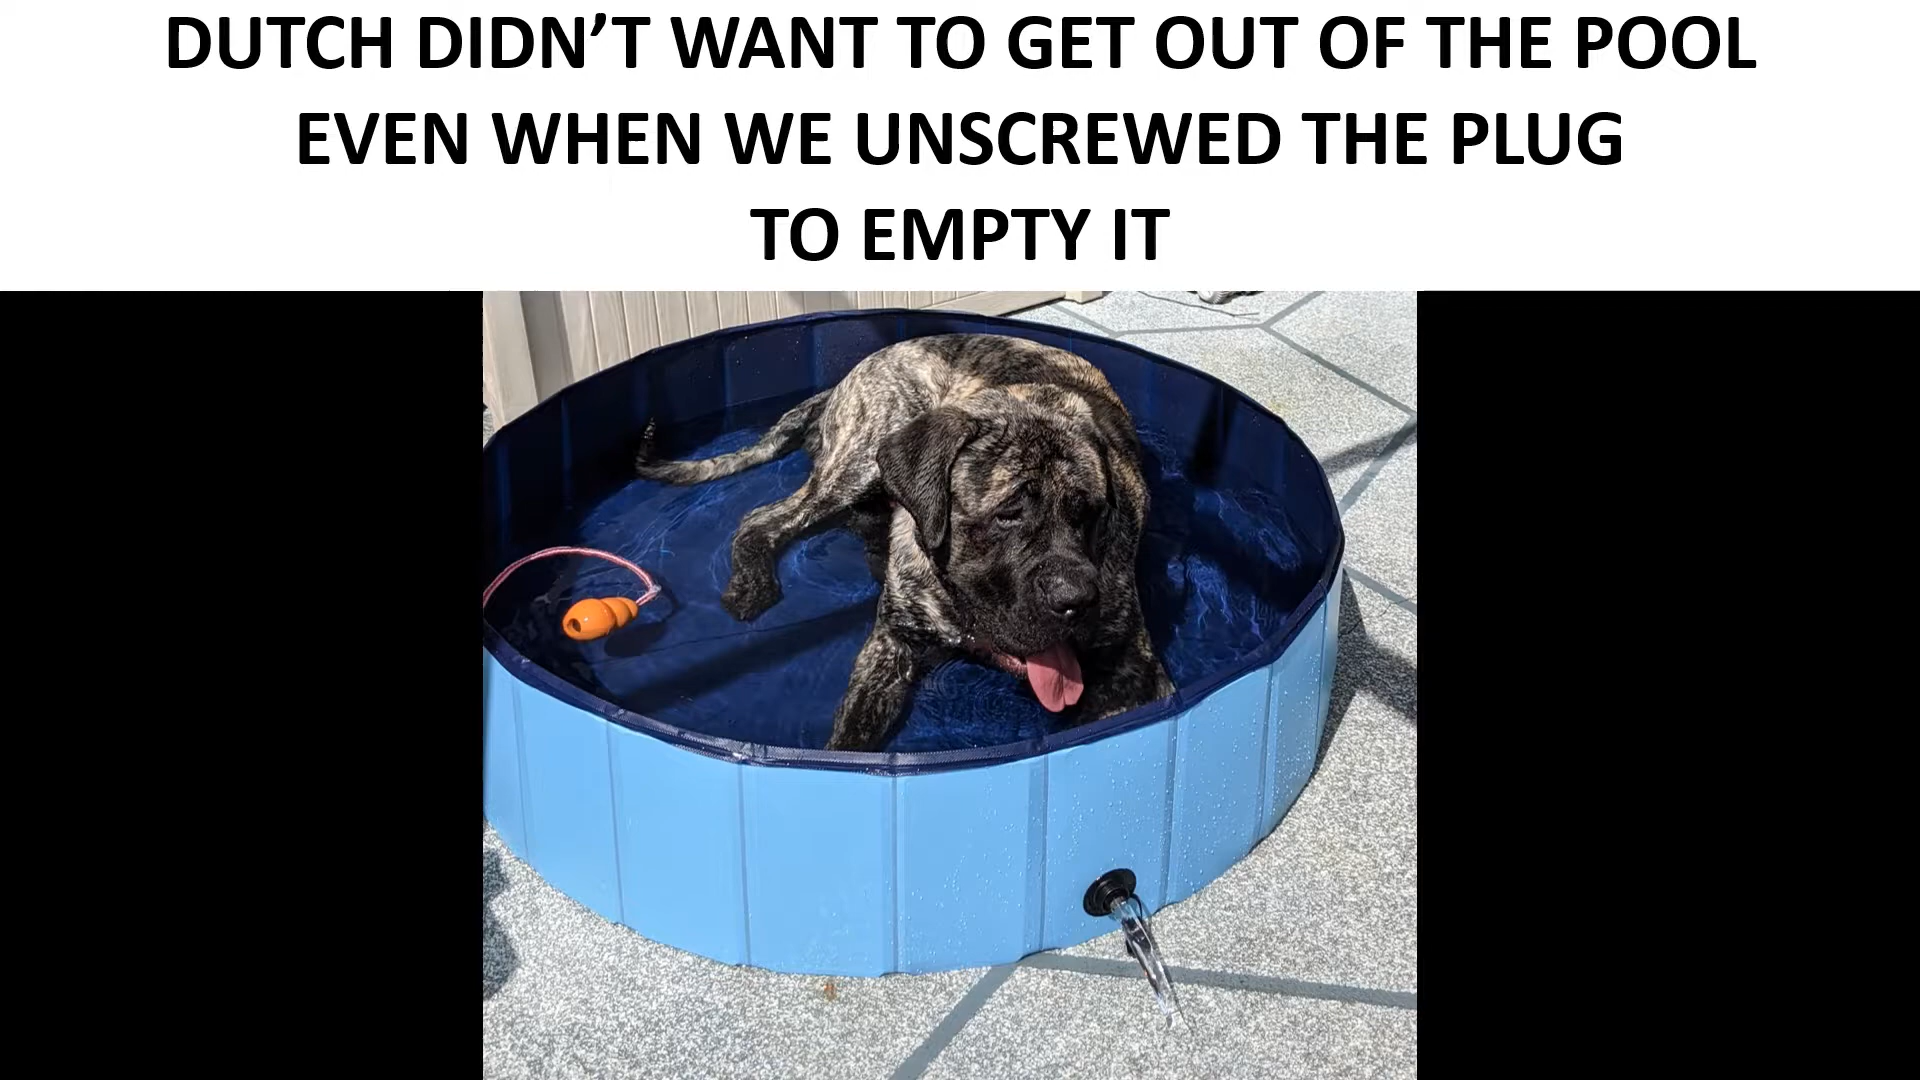 DUTCH DIDN’T WANT TO GET OUT OF THE POOL
EVEN WHEN WE UNSCREWED THE PLUG
TO EMPTY IT